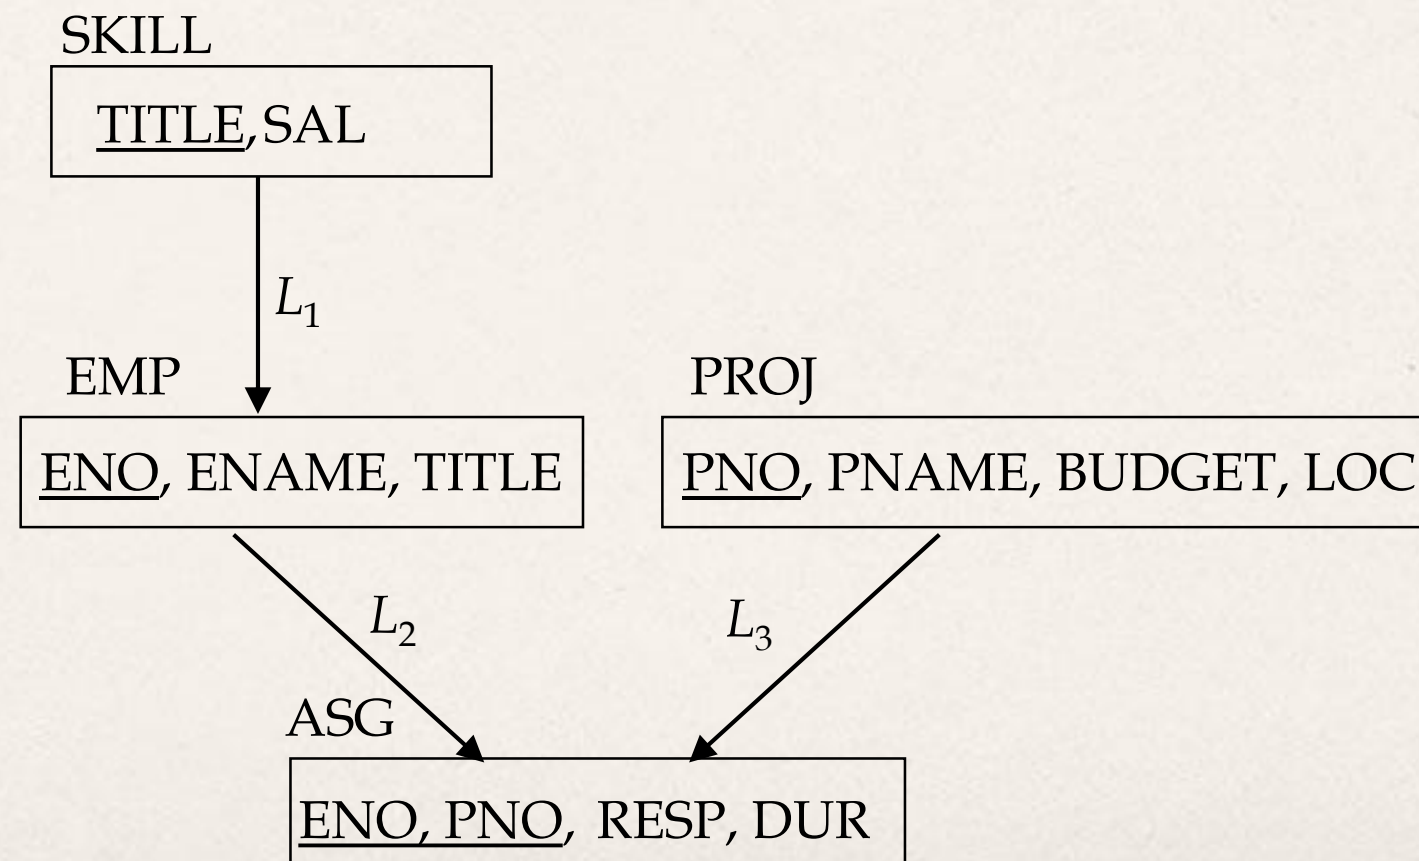 SKILL
TITLE, SAL
L1
EMP
PROJ
ENO, ENAME, TITLE
PNO, PNAME, BUDGET, LOC
L2
L3
ASG
ENO, PNO, RESP, DUR